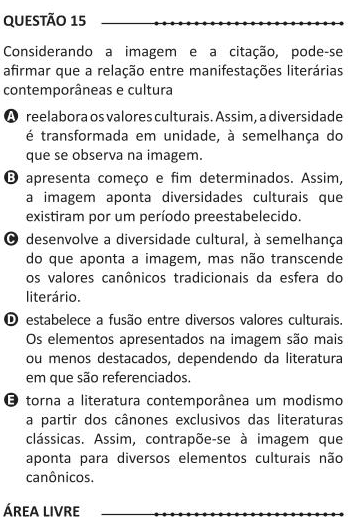 QUESTÃO 15
Considerando a imagem e a citação, pode-se
afirmar que a relação entre manifestações literárias
contemporâneas e cultura
A reelabora os valores culturais. Assim, a diversidade
é transformada em unidade, à semelhança do
que se observa na imagem.
B apresenta começo e fim determinados. Assim,
a imagem aponta diversidades culturais que
existiram por um período preestabelecido.
C desenvolve a diversidade cultural, à semelhança
do que aponta a imagem, mas não transcende
os valores canônicos tradicionais da esfera do
literário.
D estabelece a fusão entre diversos valores culturais.
Os elementos apresentados na imagem são mais
ou menos destacados, dependendo da literatura
em que são referenciados.
E torna a literatura contemporânea um modismo
a partir dos cânones exclusivos das literaturas
clássicas. Assim, contrapõe-se à imagem que
aponta para diversos elementos culturais não
canônicos.
ÁREA LIVRE